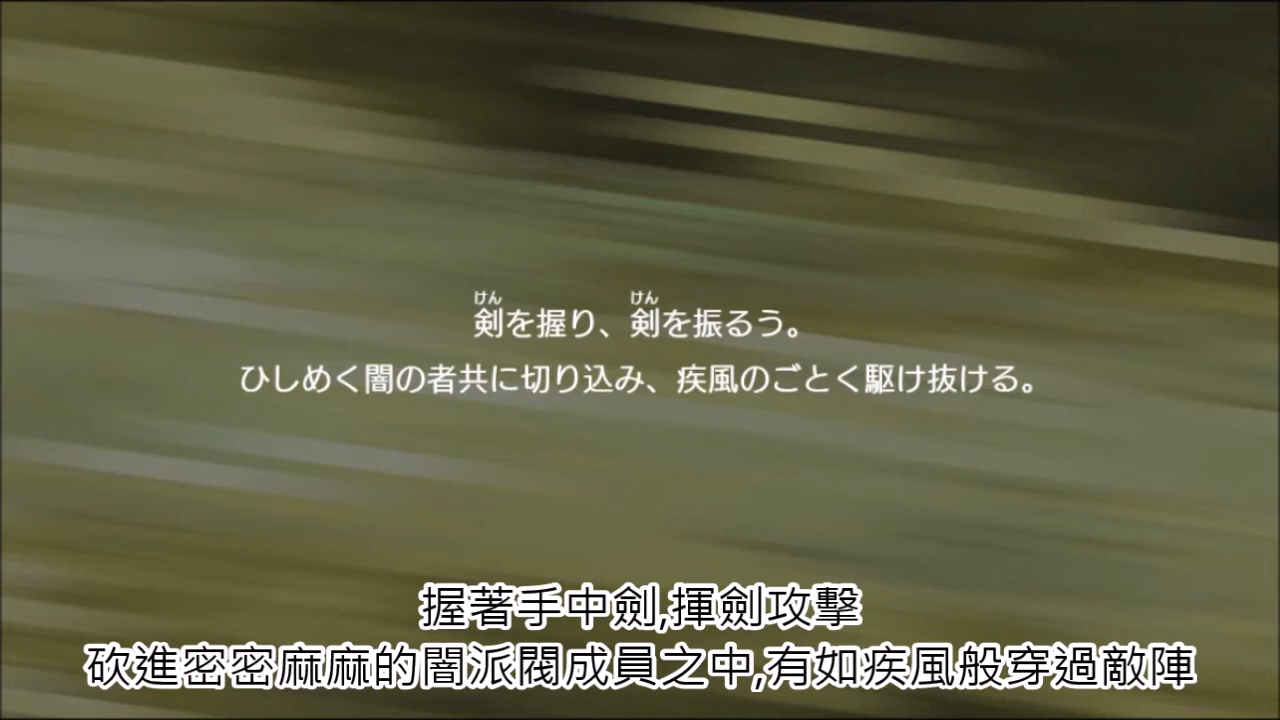 けん けん
剣を握り、剣を振るう。
ひしめく闇の者共に切り込み、疾風のごとく駆け抜ける。
握著手中劍,揮劍攻擊
砍進密密麻麻的闇派閥成員之中,有如疾風般穿過敵陣